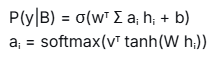 P(y|B) = σ(wᵀ Σ aᵢ hᵢ + b)
aᵢ = softmax(vᵀ tanh(W hᵢ))